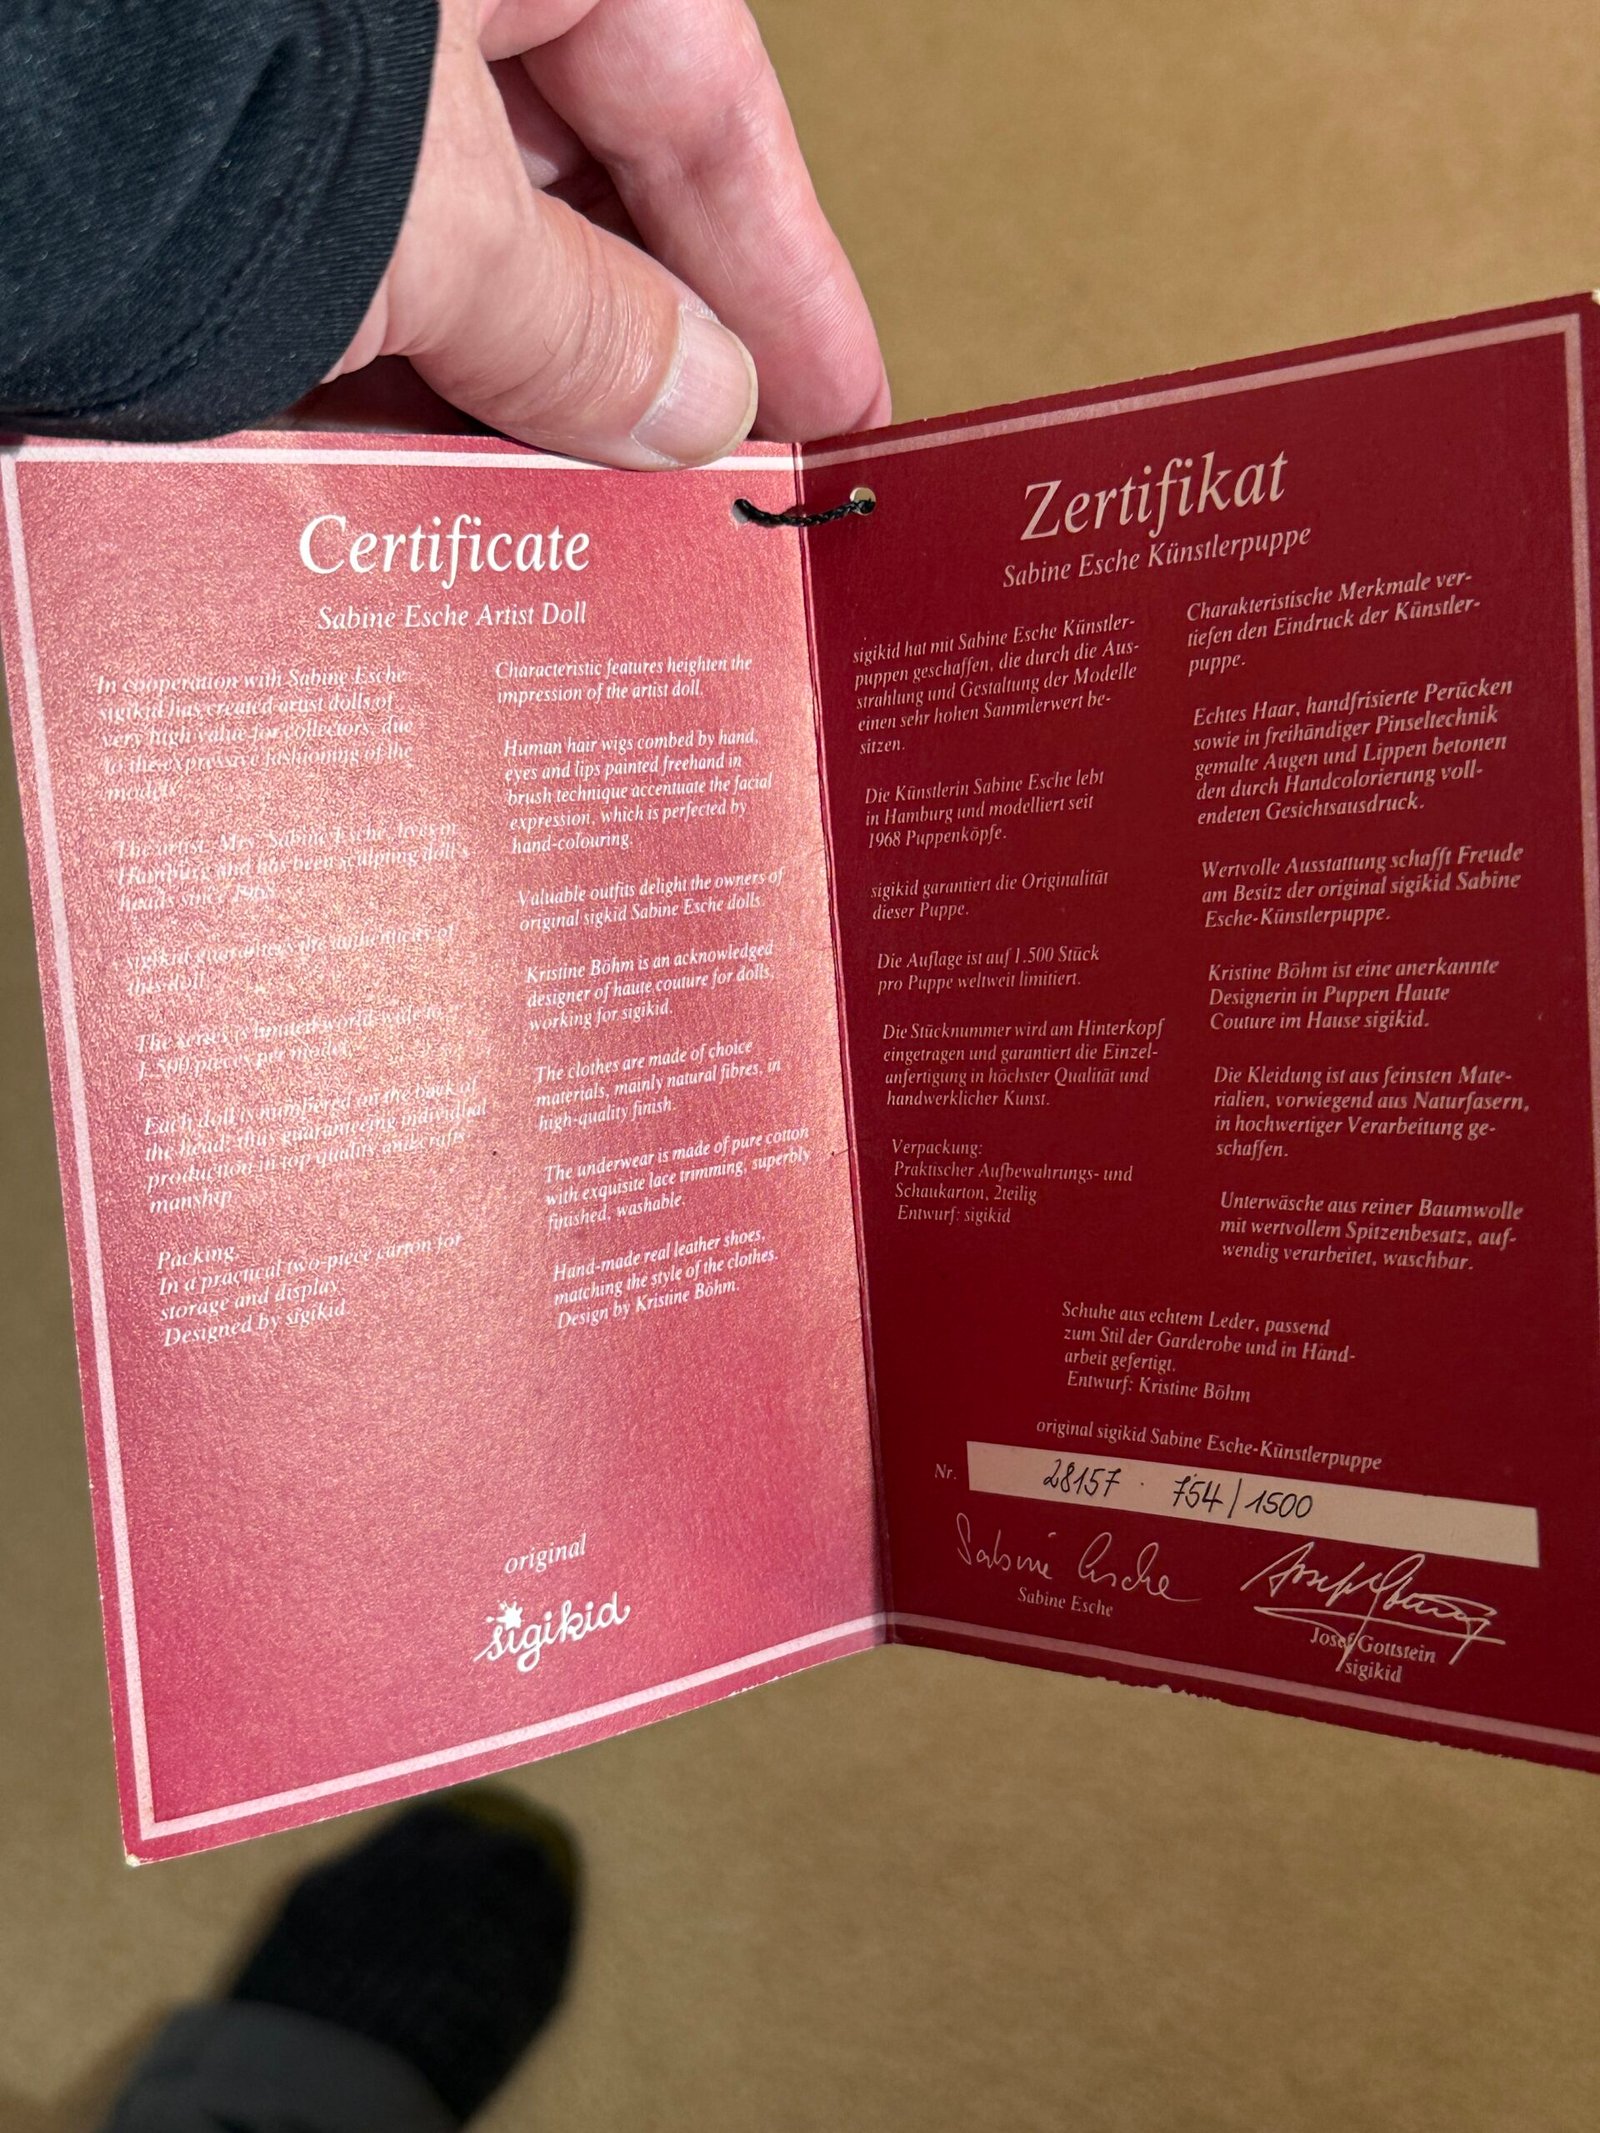 Certificate
Sabine Esche Artist Doll
In cooperation with Sabine Esche
sigikid has created artist dolls of
very high value for collectors, due
to the expressive fashioning of the
models.
The artist, Mrs. Sabine Esche, lives in
Hamburg and has been sculpting doll's
heads since 1968.
sigikid guarantees the authenticity of
this doll.
The series is limited world-wide to
1.500 pieces per model.
Each doll is numbered on the back of
the head; thus guaranteeing individual
production in top quality and crafts-
manship.
Packing:
In a practical two-piece carton for
storage and display.
Designed by sigikid.
Characteristic features heighten the
impression of the artist doll.
Human hair wigs combed by hand,
eyes and lips painted freehand in
brush technique accentuate the facial
expression, which is perfected by
hand-colouring.
Valuable outfits delight the owners of
original sigkid Sabine Esche dolls.
Kristine Böhm is an acknowledged
designer of haute couture for dolls,
working for sigikid.
The clothes are made of choice
materials, mainly natural fibres, in
high-quality finish.
The underwear is made of pure cotton
with exquisite lace trimming, superbly
finished, washable.
Hand-made real leather shoes,
matching the style of the clothes.
Design by Kristine Böhm.
original
sigikid
Zertifikat
Sabine Esche Künstlerpuppe
sigikid hat mit Sabine Esche Künstler-
puppen geschaffen, die durch die Aus-
strahlung und Gestaltung der Modelle
einen sehr hohen Sammlerwert be-
sitzen.
Die Künstlerin Sabine Esche lebt
in Hamburg und modelliert seit
1968 Puppenköpfe.
sigikid garantiert die Originalität
dieser Puppe.
Die Auflage ist auf 1.500 Stück
pro Puppe weltweit limitiert.
Die Stücknummer wird am Hinterkopf
eingetragen und garantiert die Einzel-
anfertigung in höchster Qualität und
handwerklicher Kunst.
Verpackung:
Praktischer Aufbewahrungs- und
Schaukarton, 2teilig
Entwurf: sigikid
Charakteristische Merkmale ver-
tiefen den Eindruck der Künstler-
puppe.
Echtes Haar, handfrisierte Perücken
sowie in freihändiger Pinseltechnik
gemalte Augen und Lippen betonen
den durch Handcolorierung voll-
endeten Gesichtsausdruck.
Wertvolle Ausstattung schafft Freude
am Besitz der original sigikid Sabine
Esche-Künstlerpuppe.
Kristine Böhm ist eine anerkannte
Designerin in Puppen Haute
Couture im Hause sigikid.
Die Kleidung ist aus feinsten Mate-
rialien, vorwiegend aus Naturfasern,
in hochwertiger Verarbeitung ge-
schaffen.
Unterwäsche aus reiner Baumwolle
mit wertvollem Spitzenbesatz, auf-
wendig verarbeitet, waschbar.
Schuhe aus echtem Leder, passend
zum Stil der Garderobe und in Hand-
arbeit gefertigt.
Entwurf: Kristine Böhm
original sigikid Sabine Esche-Künstlerpuppe
Nr. 28157 · 754/1500
Sabine Esche
Sabine Esche
Josef Gottstein
Josef Gottstein
sigikid